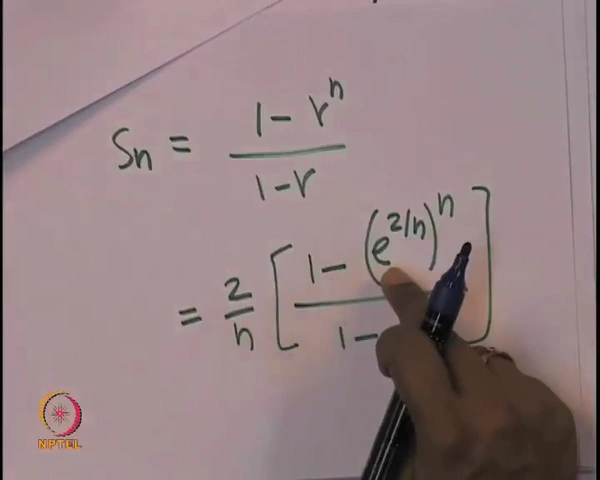 Sn = 1 - r^n / 1 - r
= 2/n [ 1 - (e^{2/n})^n / 1 - ]
NPTEL